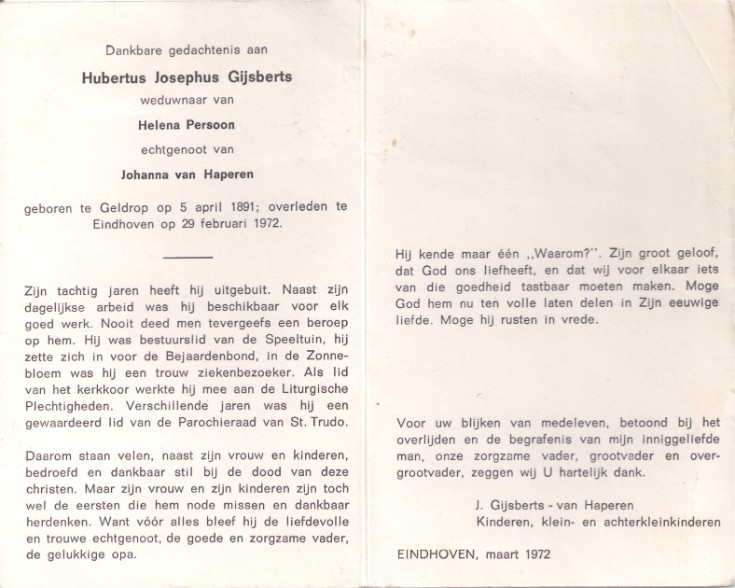 Dankbare gedachtenis aan
Hubertus Josephus Gijsberts
weduwnaar van
Helena Persoon
echtgenoot van
Johanna van Haperen
geboren te Geldrop op 5 april 1891; overleden te
Eindhoven op 29 februari 1972.
Zijn tachtig jaren heeft hij uitgebuit. Naast zijn
dagelijkse arbeid was hij beschikbaar voor elk
goed werk. Nooit deed men tevergeefs een beroep
op hem. Hij was bestuurslid van de Speeltuin, hij
zette zich in voor de Bejaardenbond, in de Zonne-
bloem was hij een trouw ziekenbezoeker. Als lid
van het kerkkoor werkte hij mee aan de Liturgische
Plechtigheden. Verschillende jaren was hij een
gewaardeerd lid van de Parochieraad van St. Trudo.
Daarom staan velen, naast zijn vrouw en kinderen,
bedroefd en dankbaar stil bij de dood van deze
christen. Maar zijn vrouw en zijn kinderen zijn toch
wel de eersten die hem node missen en dankbaar
herdenken. Want vóór alles bleef hij de liefdevolle
en trouwe echtgenoot, de goede en zorgzame vader,
de gelukkige opa.
Hij kende maar één „Waarom?". Zijn groot geloof,
dat God ons liefheeft, en dat wij voor elkaar iets
van die goedheid tastbaar moeten maken. Moge
God hem nu ten volle laten delen in Zijn eeuwige
liefde. Moge hij rusten in vrede.
Voor uw blijken van medeleven, betoond bij het
overlijden en de begrafenis van mijn inniggeliefde
man, onze zorgzame vader, grootvader en over-
grootvader, zeggen wij U hartelijk dank.
J. Gijsberts - van Haperen
Kinderen, klein- en achterkleinkinderen
EINDHOVEN, maart 1972